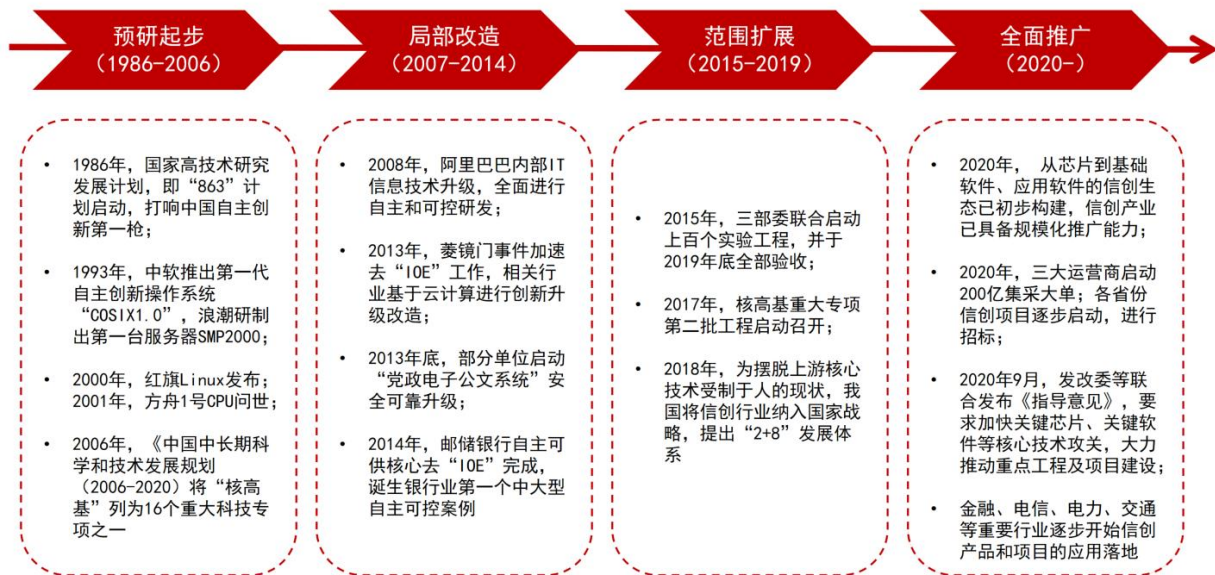 预研起步
（1986-2006）
局部改造
（2007-2014）
范围扩展
（2015-2019）
全面推广
（2020-）
• 1986年，国家高技术研究
发展计划，即“863”计
划启动，打响中国自主创
新第一枪；
• 1993年，中软推出第一代
自主创新操作系统
“COSIX1.0”，浪潮研制
出第一台服务器SMP2000；
• 2000年，红旗Linux发布；
2001年，方舟1号CPU问世；
• 2006年，《中国中长期科
学和技术发展规划
（2006-2020）将“核高
基”列为16个重大科技专
项之一
• 2008年，阿里巴巴内部IT
信息技术升级，全面进行
自主和可控研发；
• 2013年，菱镜门事件加速
去“IOE”工作，相关行
业基于云计算进行创新升
级改造；
• 2013年底，部分单位启动
“党政电子公文系统”安
全可靠升级；
• 2014年，邮储银行自主可
供核心去“IOE”完成，
诞生银行业第一个中大型
自主可控案例
• 2015年，三部委联合启动
上百个实验工程，并于
2019年底全部验收；
• 2017年，核高基重大专项
第二批工程启动召开；
• 2018年，为摆脱上游核心
技术受制于人的现状，我
国将信创行业纳入国家战
略，提出“2+8”发展体
系
• 2020年， 从芯片到基础
软件、应用软件的信创生
态已初步构建，信创产业
已具备规模化推广能力；
• 2020年，三大运营商启动
200亿集采大单；各省份
信创项目逐步启动，进行
招标；
• 2020年9月，发改委等联
合发布《指导意见》，要
求加快关键芯片、关键软
件等核心技术攻关，大力
推动重点工程及项目建设；
• 金融、电信、电力、交通
等重要行业逐步开始信创
产品和项目的应用落地